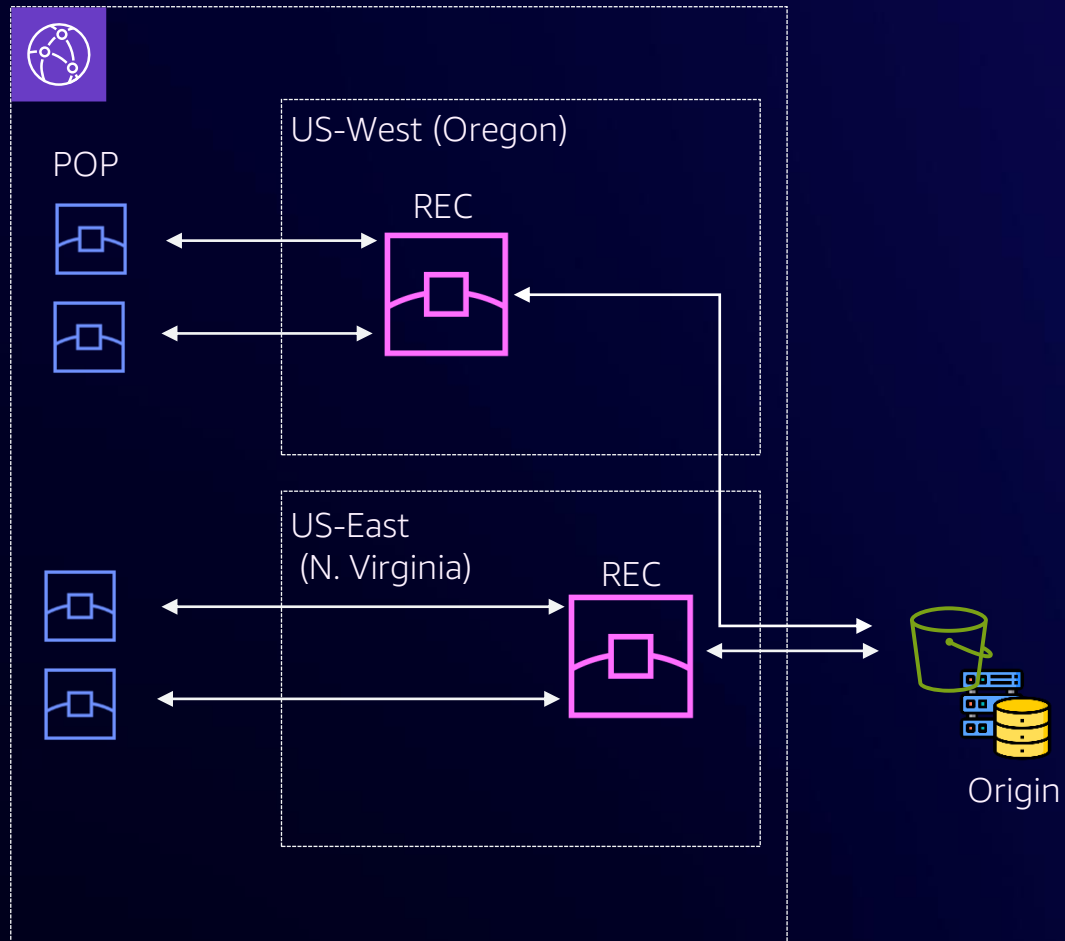 US-West (Oregon)
POP
REC
US-East
(N. Virginia)
REC
Origin